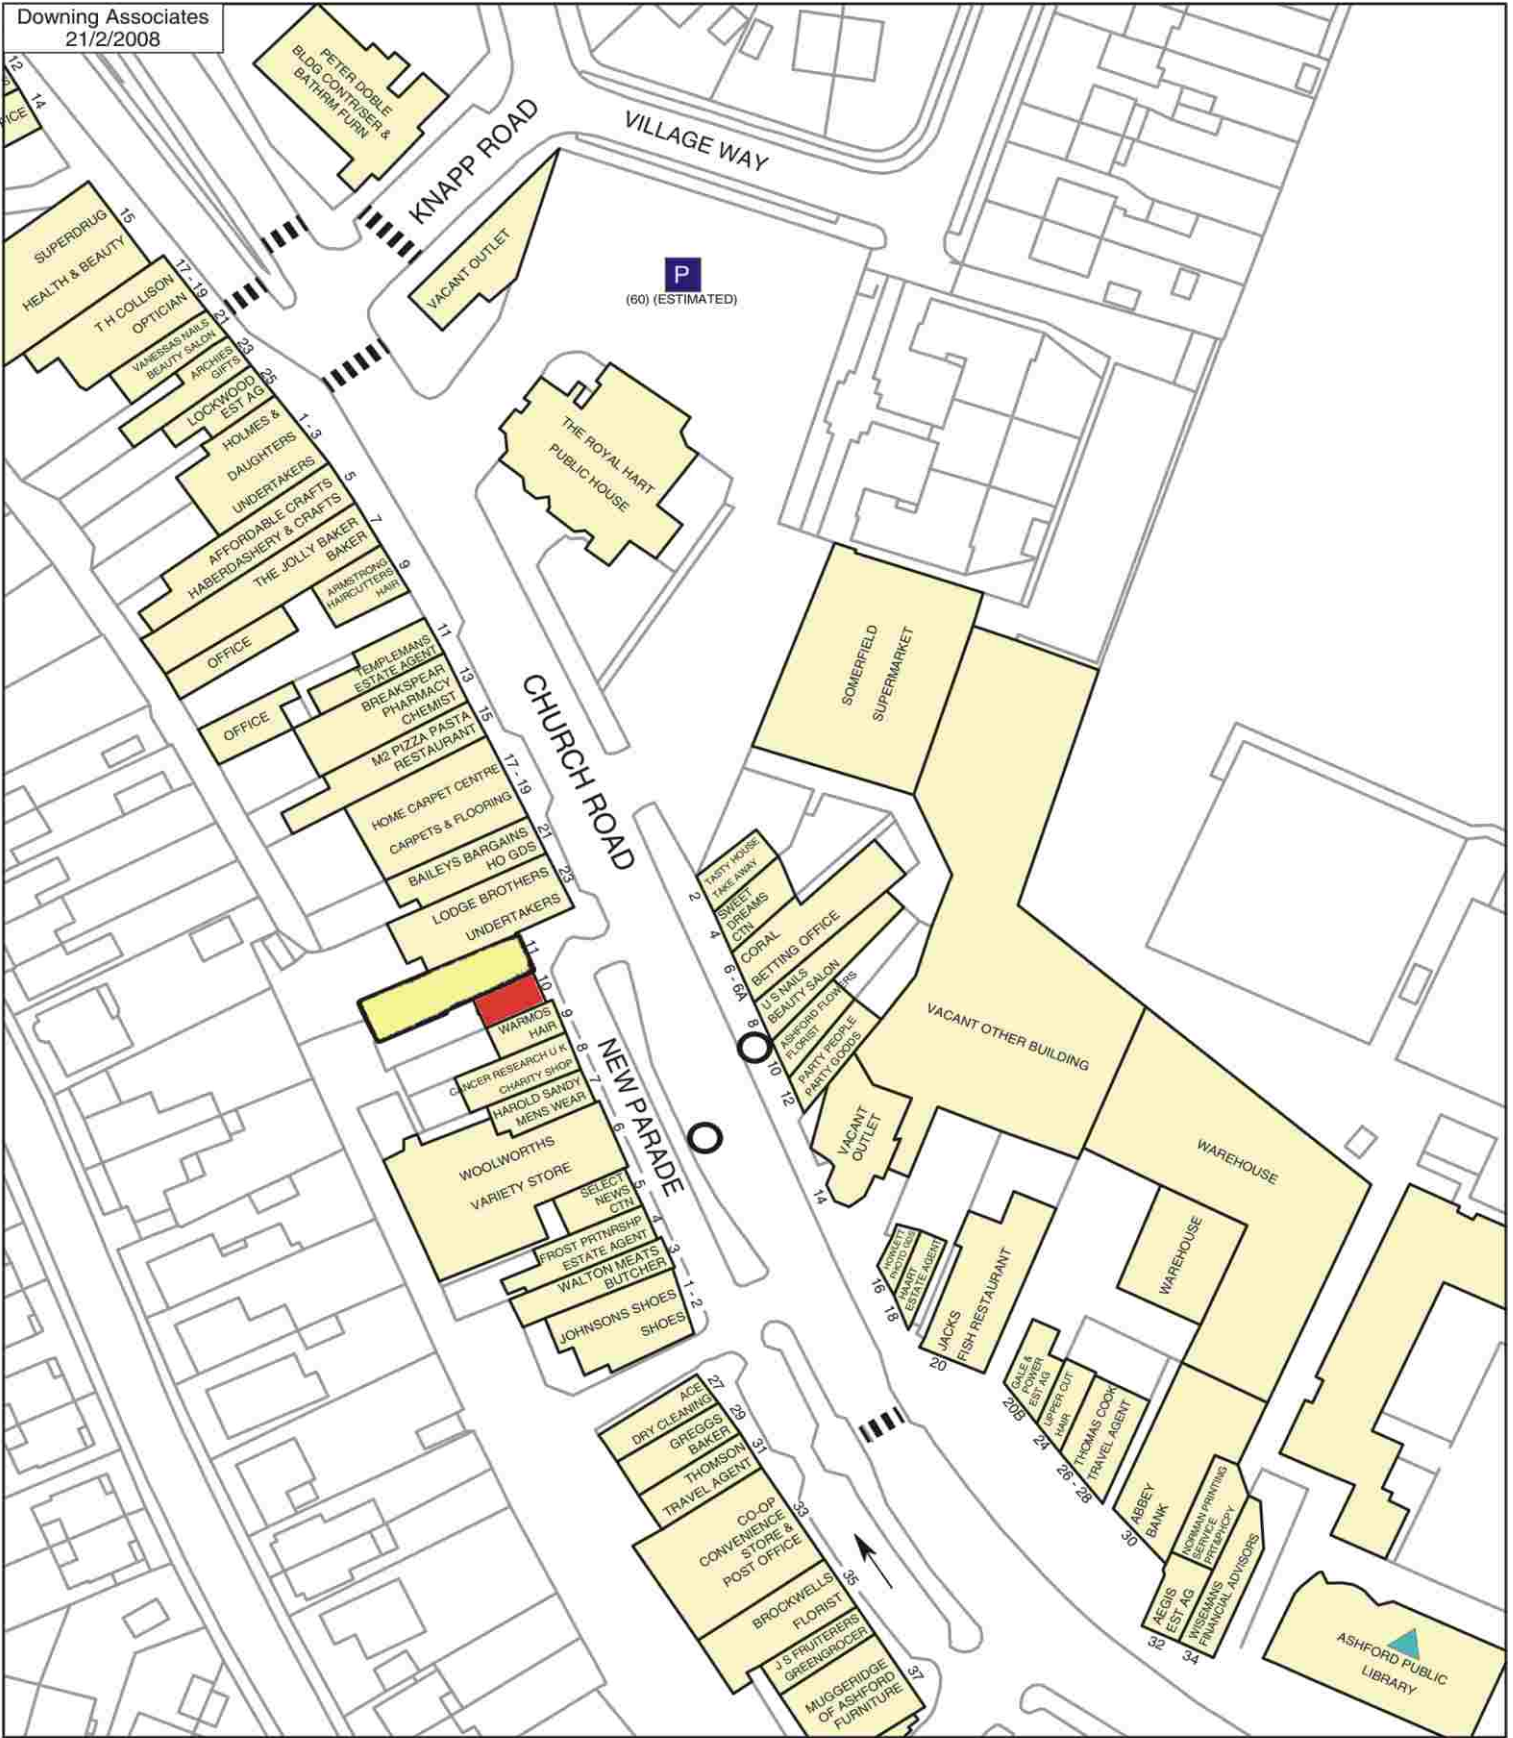 Downing Associates
21/2/2008
12
14
PETER DOBLE
BLDG CONTR/SER &
BATHRM FURN
KNAPP ROAD
VILLAGE WAY
VACANT OUTLET
P
(60) (ESTIMATED)
15
SUPERDRUG
HEALTH & BEAUTY
17 - 19
T H COLLISON
OPTICIAN
21
VANESSAS NAILS
BEAUTY SALON
23
ARCHIES
GIFTS
25
LOCKWOOD
EST AG
1 - 3
HOLMES &
DAUGHTERS
UNDERTAKERS
5
AFFORDABLE CRAFTS
HABERDASHERY & CRAFTS
7
THE JOLLY BAKER
BAKER
9
ARMSTRONG
HAIRCUTTERS
HAIR
OFFICE
THE ROYAL HART
PUBLIC HOUSE
11
TEMPLEMANS
ESTATE AGENT
13
BREAKSPEAR
PHARMACY
CHEMIST
OFFICE
15
M2 PIZZA PASTA
RESTAURANT
17 - 19
HOME CARPET CENTRE
CARPETS & FLOORING
21
BAILEYS BARGAINS
HO GDS
23
LODGE BROTHERS
UNDERTAKERS
CHURCH ROAD
SOMERFIELD
SUPERMARKET
11
10
9
WARMOS
HAIR
8
CANCER RESEARCH U K
CHARITY SHOP
7
HAROLD SANDY
MENS WEAR
6
WOOLWORTHS
VARIETY STORE
5
SELECT
NEWS
CTN
4
FROST PRTNRSHP
ESTATE AGENT
3
WALTON MEATS
BUTCHER
1 - 2
JOHNSONS SHOES
SHOES
NEW PARADE
2
TASTY HOUSE
TAKE AWAY
4
SWEET
DREAMS
CTN
6 - 6A
CORAL
BETTING OFFICE
8
U S NAILS
BEAUTY SALON
10
ASHFORD FLOWERS
FLORIST
12
PARTY PEOPLE
PARTY GOODS
VACANT OTHER BUILDING
14
VACANT
OUTLET
WAREHOUSE
WAREHOUSE
16
HOWLETT
PHOTO GDS
18
HAART
ESTATE AGENT
20
JACKS
FISH RESTAURANT
20B
GALE &
POWER
EST AG
24
UPPER CUT
HAIR
26 - 28
THOMAS COOK
TRAVEL AGENT
30
ABBEY
BANK
NORMAN PRINTING
SERVICE
PRT&PHCPY
32
AEGIS
EST AG
34
WISEMANS
FINANCIAL ADVISORS
27
ACE
DRY CLEANING
29
GREGGS
BAKER
31
THOMSON
TRAVEL AGENT
33
CO-OP
CONVENIENCE
STORE &
POST OFFICE
35
BROCKWELLS
FLORIST
J S FRUITERERS
GREENGROCER
37
MUGGERIDGE
OF ASHFORD
FURNITURE
ASHFORD PUBLIC
LIBRARY